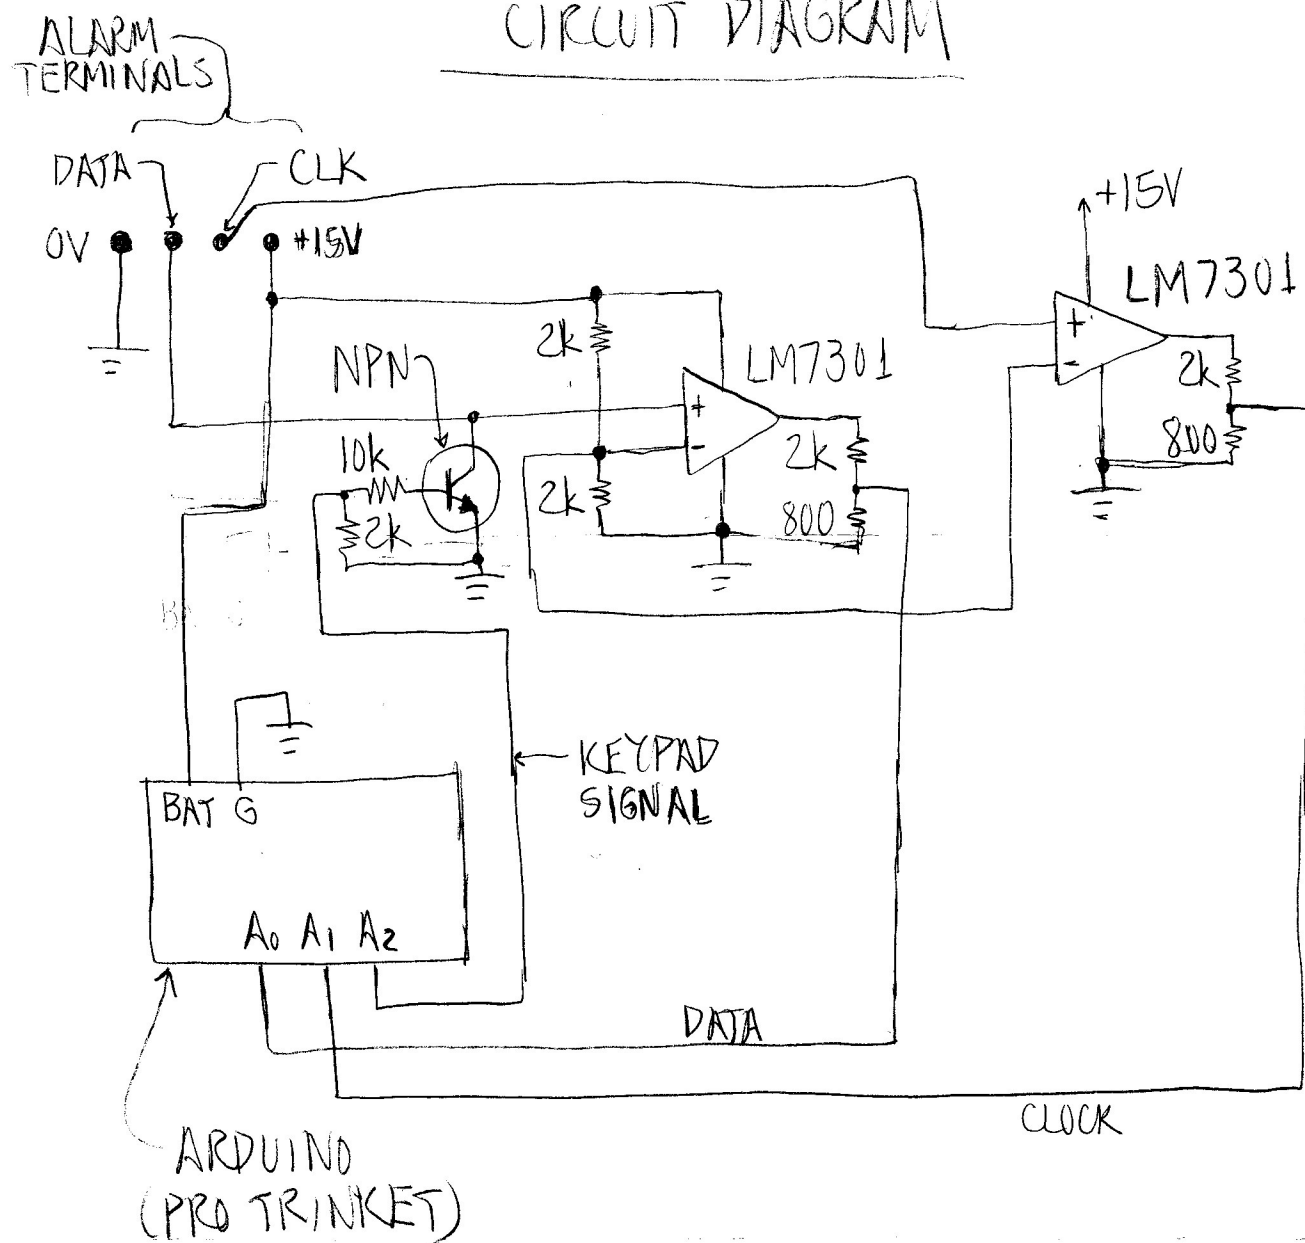 CIRCUIT DIAGRAM
ALARM
TERMINALS
DATA
CLK
0V
+15V
+15V
LM7301
2k
NPN
LM7301
+
-
2k
800
10k
2k
+
-
2k
2k
800
KEYPAD
SIGNAL
BAT G
A0 A1 A2
DATA
CLOCK
ARDUINO
(PRO TRINKET)